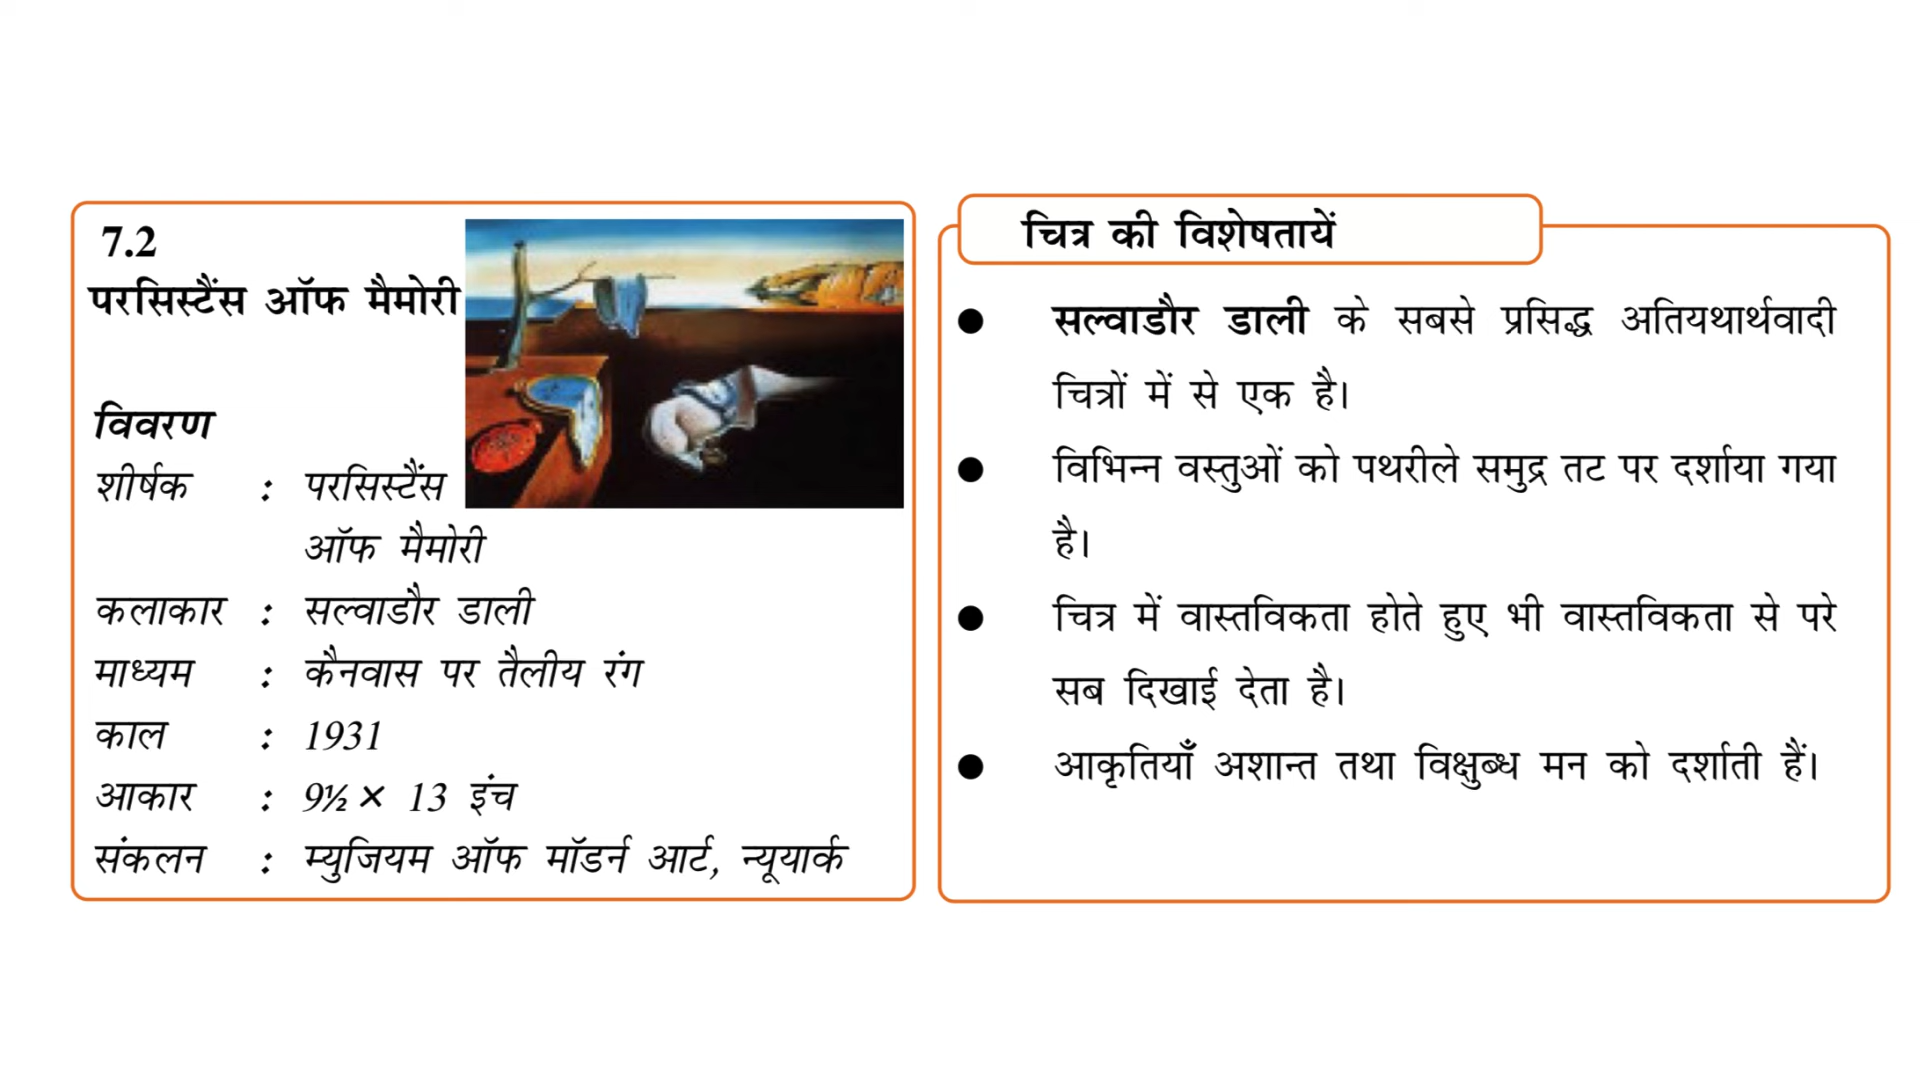 7.2
परसिस्टैंस ऑफ मैमोरी
विवरण
शीर्षक : परसिस्टैंस
ऑफ मैमोरी
कलाकार : सल्वाडौर डाली
माध्यम : कैनवास पर तैलीय रंग
काल : 1931
आकार : 9½ × 13 इंच
संकलन : म्युजियम ऑफ मॉडर्न आर्ट, न्यूयार्क
चित्र की विशेषतायें
● सल्वाडौर डाली के सबसे प्रसिद्ध अतियथार्थवादी
चित्रों में से एक है।
● विभिन्न वस्तुओं को पथरीले समुद्र तट पर दर्शाया गया
है।
● चित्र में वास्तविकता होते हुए भी वास्तविकता से परे
सब दिखाई देता है।
● आकृतियाँ अशान्त तथा विक्षुब्ध मन को दर्शाती हैं।